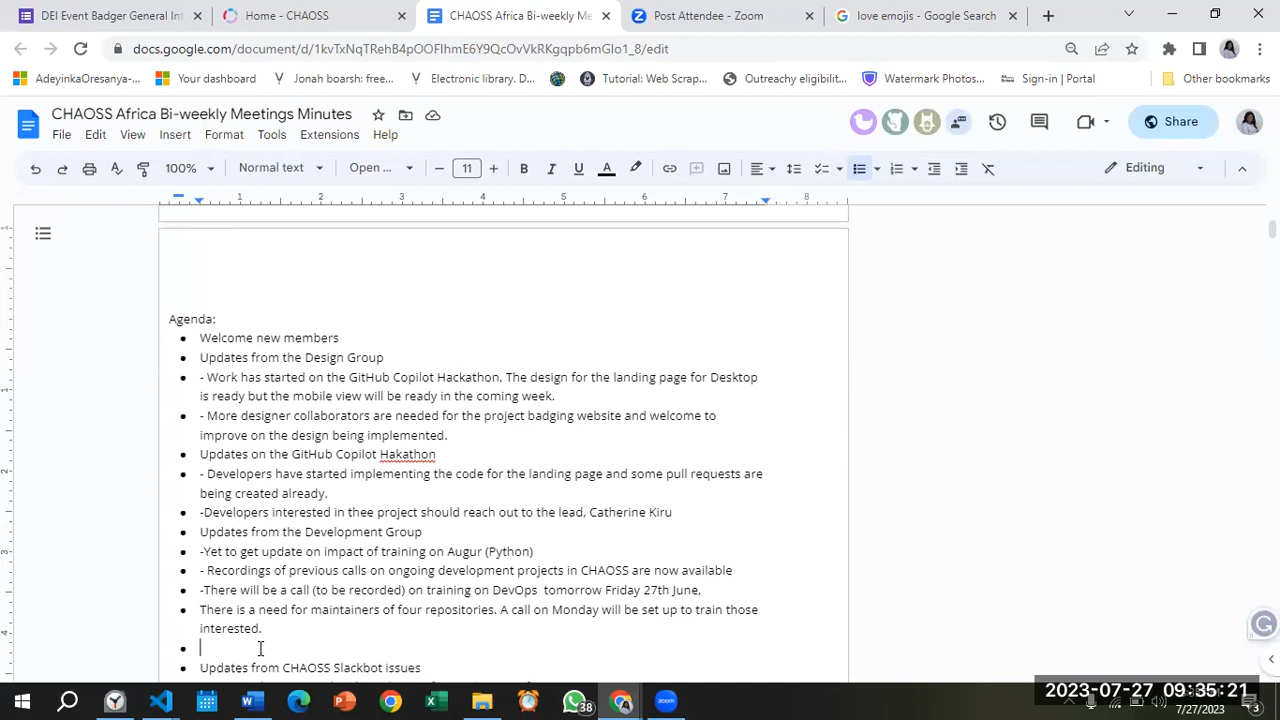 DEI Event Badger General Int
Home - CHAOSS
CHAOSS Africa Bi-weekly Me
Post Attendee - Zoom
love emojis - Google Search
docs.google.com/document/d/1kvTxNqTRehB4pOOFIhmE6Y9QcOvVkRKgqpb6mGlo1_8/edit
AdeyinkaOresanya-...
Your dashboard
Jonah boarsh: free...
Electronic library. D...
Tutorial: Web Scrap...
Outreachy eligibilit...
Watermark Photos...
Sign-in | Portal
Other bookmarks
CHAOSS Africa Bi-weekly Meetings Minutes
File Edit View Insert Format Tools Extensions Help
Share
100% Normal text Open ... 11 Editing
1 2 3 4 5 6 7 8
Agenda:
Welcome new members
Updates from the Design Group
- Work has started on the GitHub Copilot Hackathon. The design for the landing page for Desktop
is ready but the mobile view will be ready in the coming week.
- More designer collaborators are needed for the project badging website and welcome to
improve on the design being implemented.
Updates on the GitHub Copilot Hakathon
- Developers have started implementing the code for the landing page and some pull requests are
being created already.
-Developers interested in thee project should reach out to the lead, Catherine Kiru
Updates from the Development Group
-Yet to get update on impact of training on Augur (Python)
- Recordings of previous calls on ongoing development projects in CHAOSS are now available
-There will be a call (to be recorded) on training on DevOps tomorrow Friday 27th June,
There is a need for maintainers of four repositories. A call on Monday will be set up to train those
interested.
Updates from CHAOSS Slackbot issues
38
2023-07-27 09:35:21
7/27/2023
3